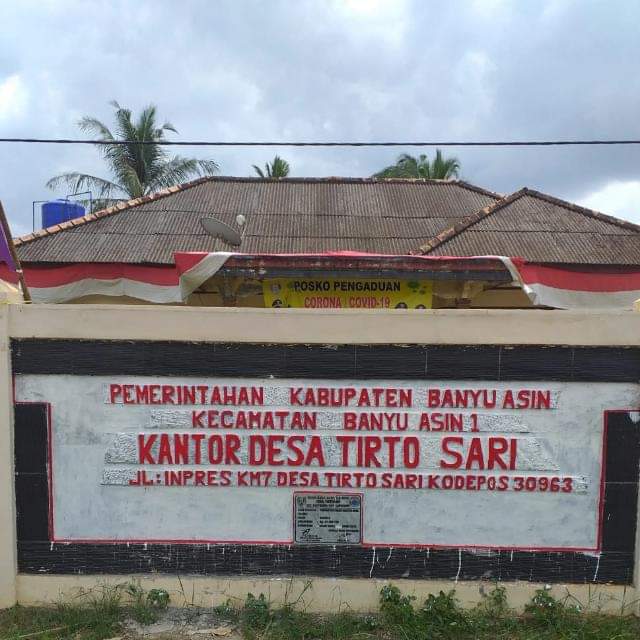 POSKO PENGADUAN
CORONA / COVID-19
PEMERINTAHAN KABUPATEN BANYU ASIN
KECAMATAN BANYU ASIN 1
KANTOR DESA TIRTO SARI
JL: INPRES KM7 DESA TIRTO SARI KODEPOS 30963